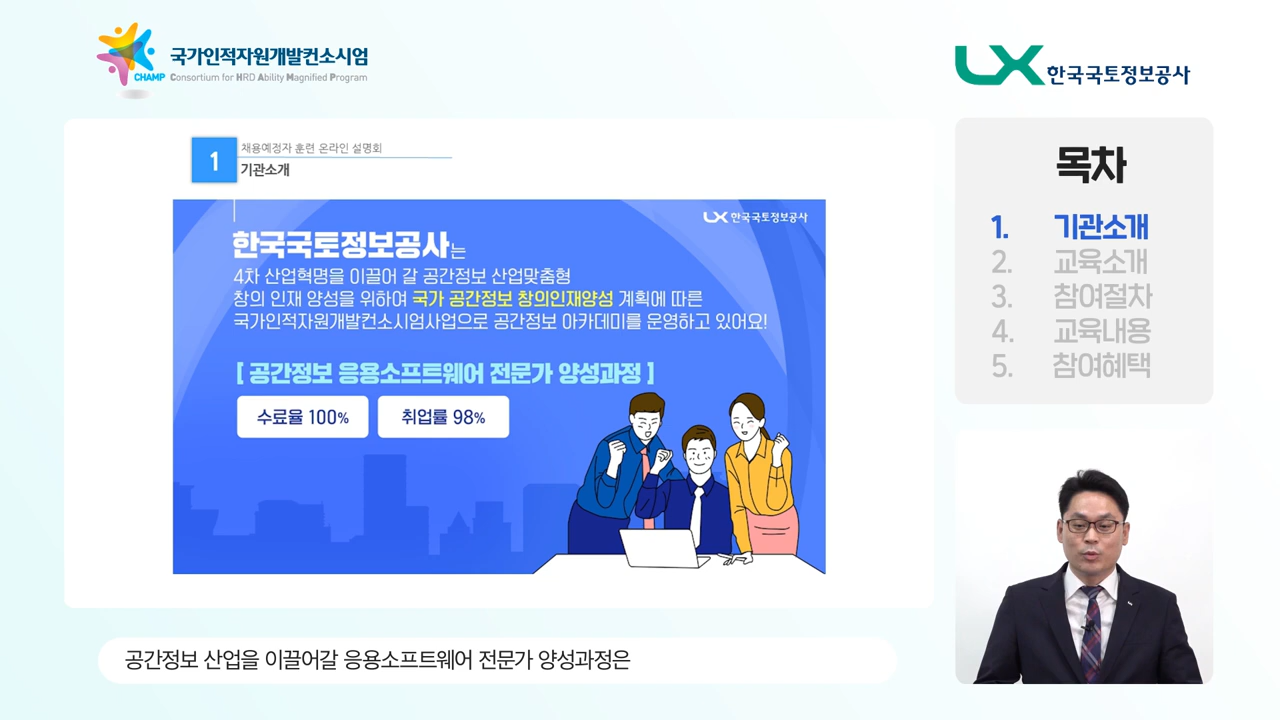 CHAMP
국가인적자원개발컨소시엄
Consortium for HRD Ability Magnified Program
LX 한국국토정보공사
1
채용예정자 훈련 온라인 설명회
기관소개
LX 한국국토정보공사
한국국토정보공사는
4차 산업혁명을 이끌어 갈 공간정보 산업맞춤형
창의 인재 양성을 위하여 국가 공간정보 창의인재양성 계획에 따른
국가인적자원개발컨소시엄사업으로 공간정보 아카데미를 운영하고 있어요!
[ 공간정보 응용소프트웨어 전문가 양성과정 ]
수료율 100%
취업률 98%
목차
1. 기관소개
2. 교육소개
3. 참여절차
4. 교육내용
5. 참여혜택
공간정보 산업을 이끌어갈 응용소프트웨어 전문가 양성과정은